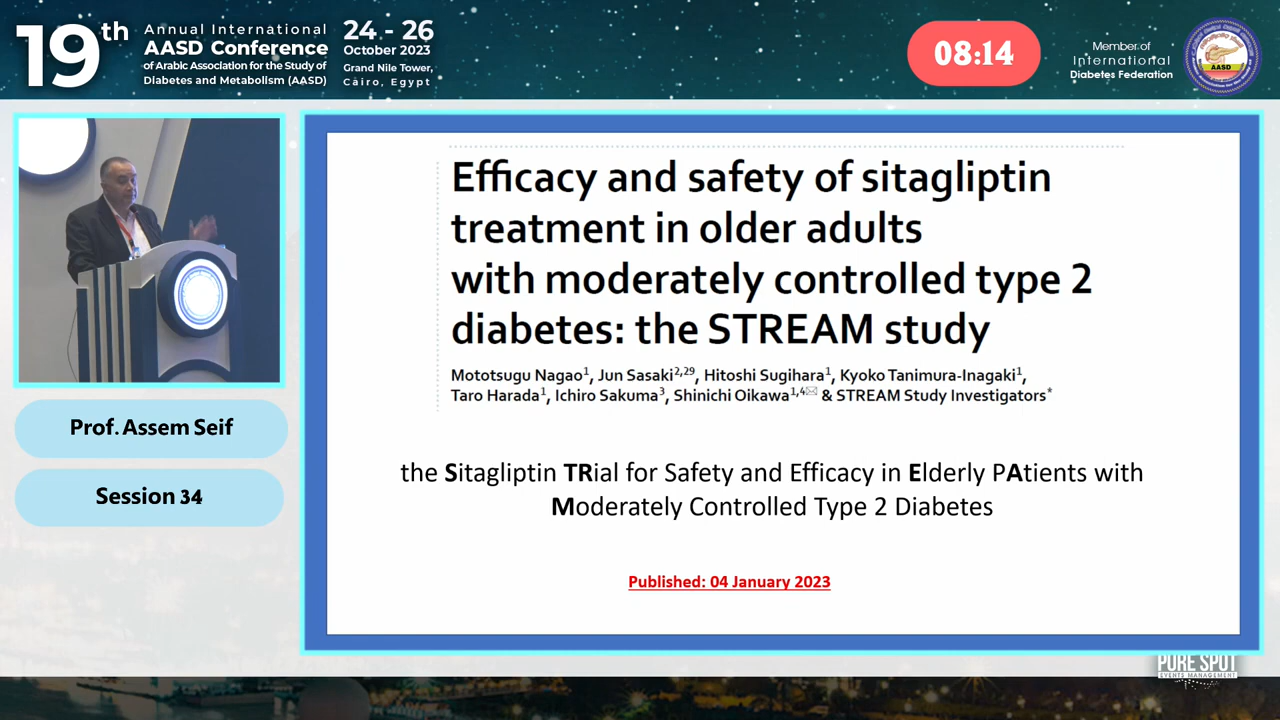 19th
Annual International
AASD Conference
of Arabic Association for the Study of
Diabetes and Metabolism (AASD)
24 - 26
October 2023
Grand Nile Tower,
Cairo, Egypt
08:14
Member of
International
Diabetes Federation
AASD
Efficacy and safety of sitagliptin
treatment in older adults
with moderately controlled type 2
diabetes: the STREAM study
Mototsugu Nagao1, Jun Sasaki2,29, Hitoshi Sugihara1, Kyoko Tanimura-Inagaki1,
Taro Harada1, Ichiro Sakuma3, Shinichi Oikawa1,4✉ & STREAM Study Investigators*
the Sitagliptin TRial for Safety and Efficacy in Elderly PAtients with
Moderately Controlled Type 2 Diabetes
Published: 04 January 2023
Prof. Assem Seif
Session 34
PURE SPOT
EVENTS MANAGEMENT